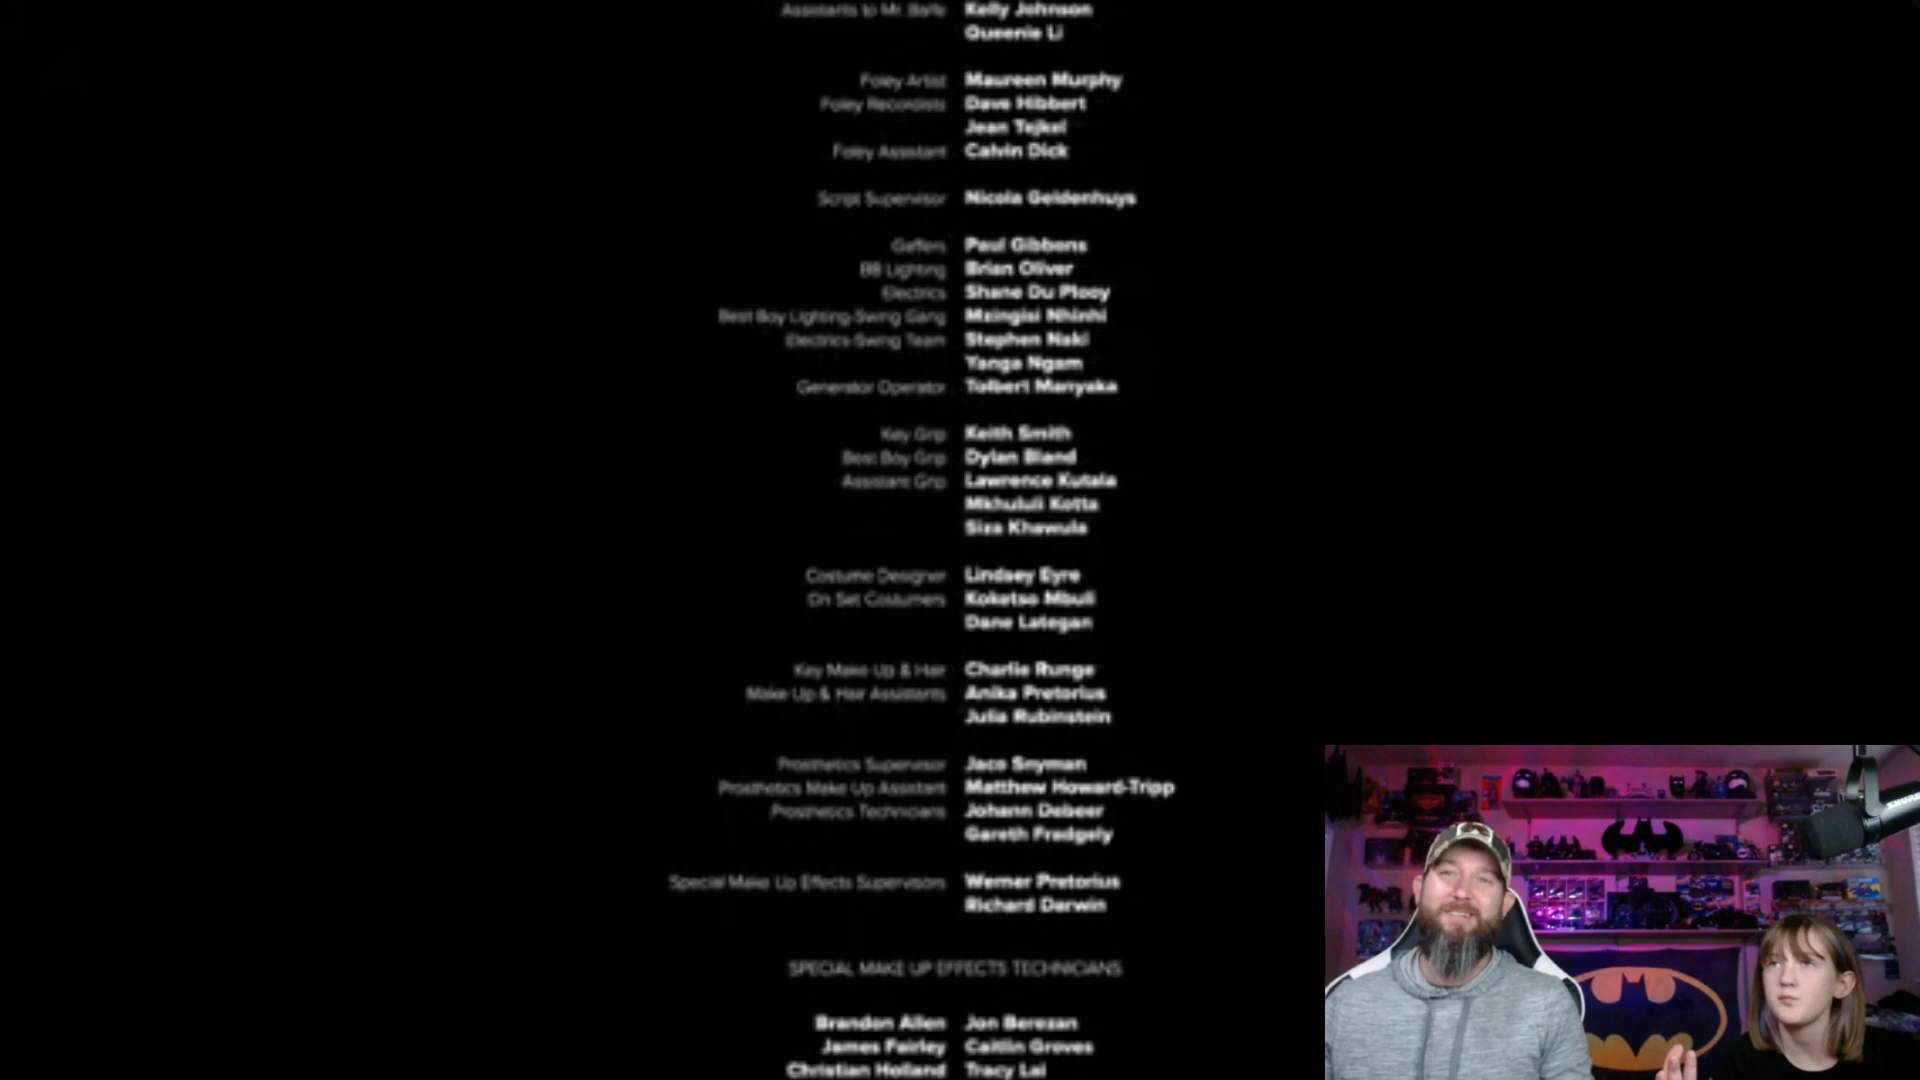 Assistants to Mr. Balfe Kelly Johnson
Queenie Li
Foley Artist Maureen Murphy
Foley Recordists Dave Hibbert
Jean Tejkel
Foley Assistant Calvin Dick
Script Supervisor Nicola Geldenhuys
Gaffers Paul Gibbons
BB Lighting Brian Oliver
Electrics Shane Du Plooy
Best Boy Lighting-Swing Gang Mzingisi Nhinhi
Electrics-Swing Team Stephen Naki
Yanga Ngam
Generator Operator Tolbert Manyaka
Key Grip Keith Smith
Best Boy Grip Dylan Bland
Assistant Grip Lawrence Kutala
Mkhululi Kotta
Siza Khawula
Costume Designer Lindsey Eyre
On Set Costumers Koketso Mbuli
Dane Lategan
Key Make Up & Hair Charlie Runge
Make Up & Hair Assistants Anika Pretorius
Julia Rubinstein
Prosthetics Supervisor Jaco Snyman
Prosthetics Make Up Assistant Matthew Howard-Tripp
Prosthetics Technicians Johann Debeer
Gareth Fradgely
Special Make Up Effects Supervisors Werner Pretorius
Richard Darwin
SPECIAL MAKE UP EFFECTS TECHNICIANS
Brandon Allen Jon Berezan
James Fairley Caitlin Groves
Christian Holland Tracy Lai
SHURE